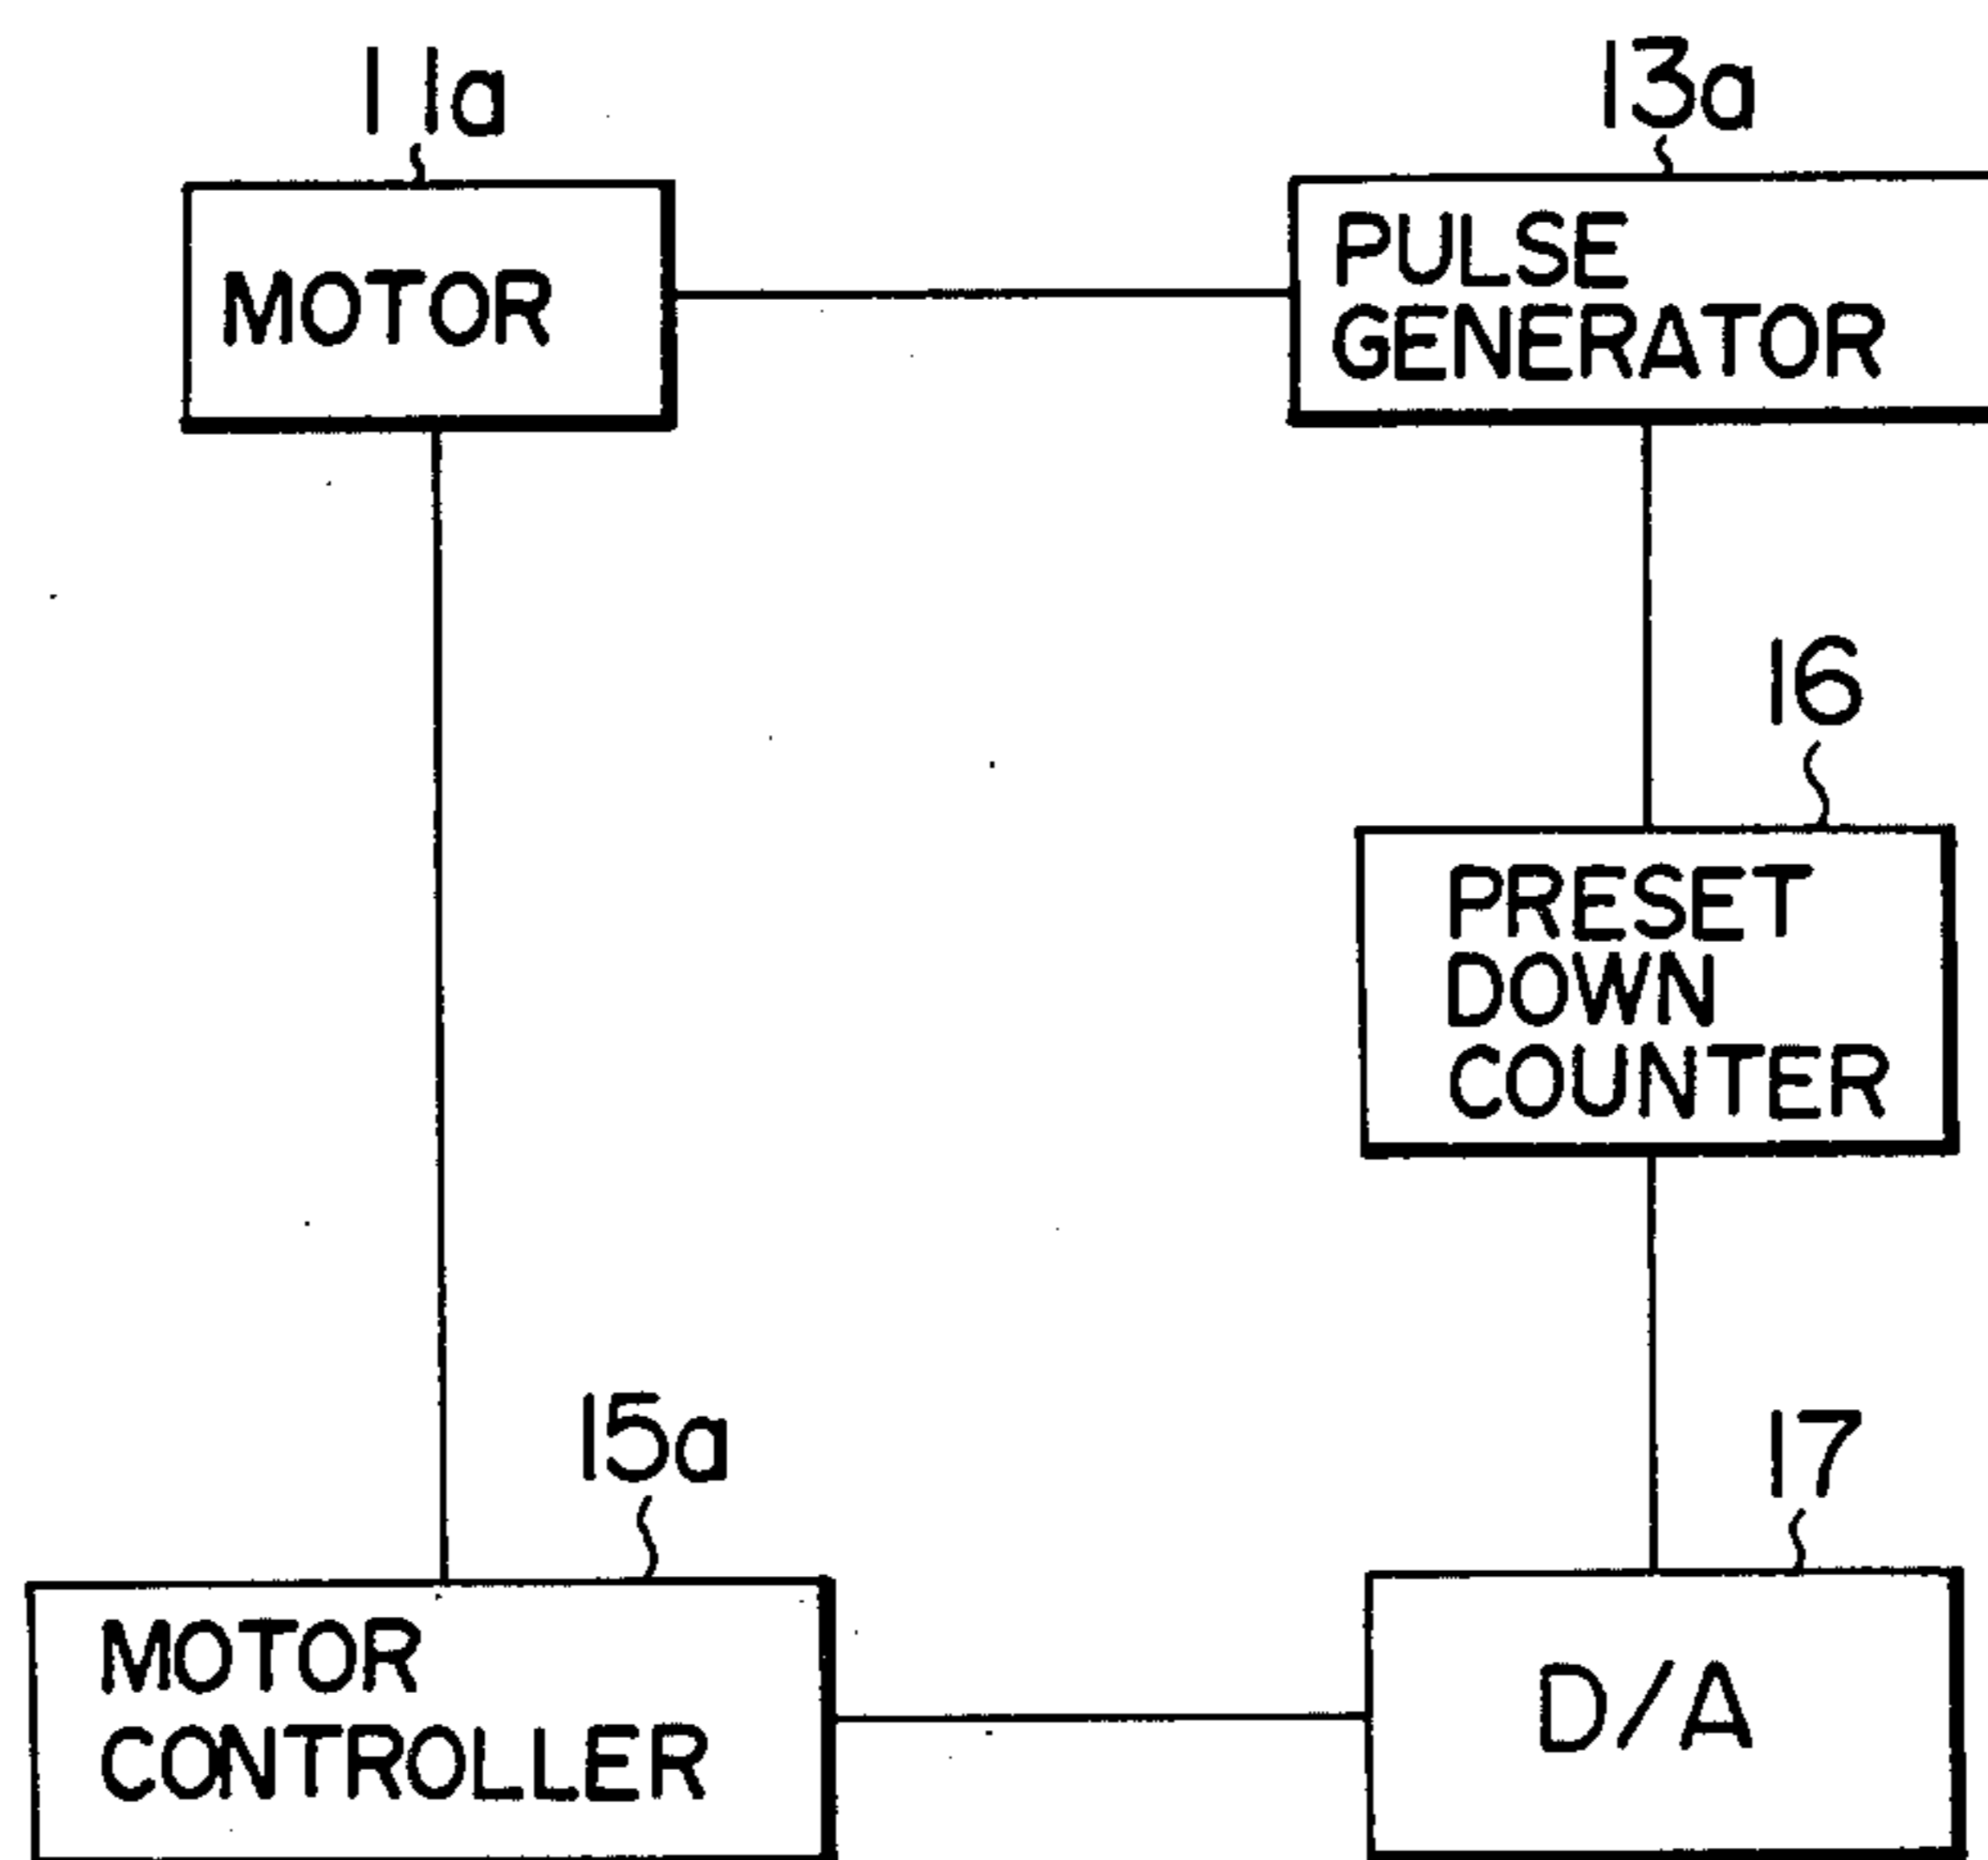 11a
13a
MOTOR
PULSE
GENERATOR
16
PRESET
DOWN
COUNTER
15a
17
MOTOR
CONTROLLER
D/A